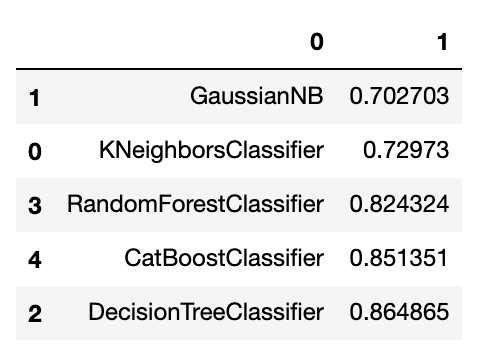 0 1
1 GaussianNB 0.702703
0 KNeighborsClassifier 0.72973
3 RandomForestClassifier 0.824324
4 CatBoostClassifier 0.851351
2 DecisionTreeClassifier 0.864865